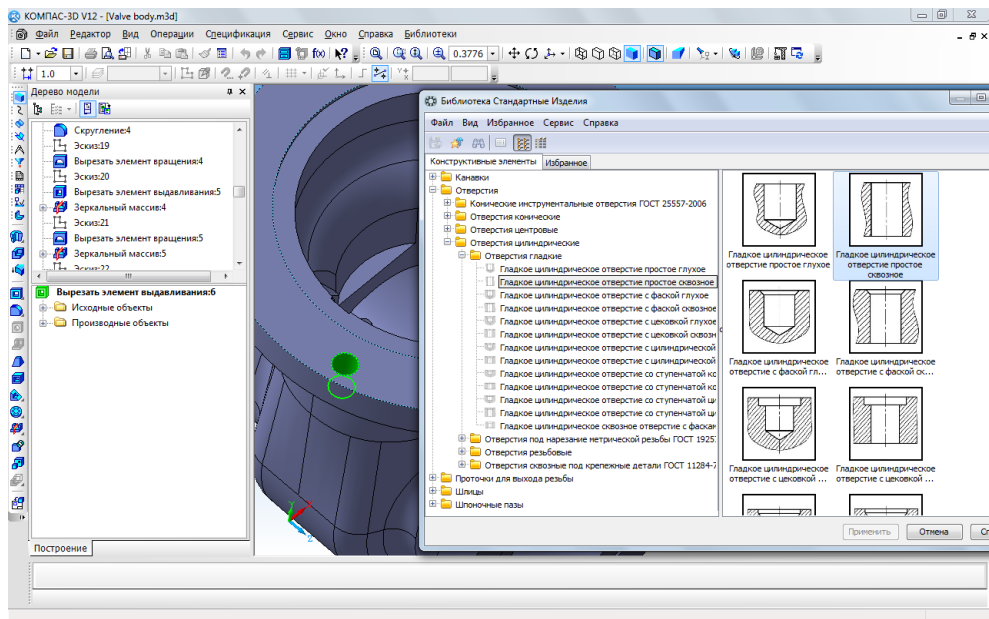 КОМПАС-3D V12 - [Valve body.m3d]
Файл Редактор Вид Операции Спецификация Сервис Окно Справка Библиотеки
0.3776
1.0
Дерево модели
Скругление:4
Эскиз:19
Вырезать элемент вращения:4
Эскиз:20
Вырезать элемент выдавливания:5
Зеркальный массив:4
Эскиз:21
Вырезать элемент вращения:5
Зеркальный массив:5
Эскиз:22
Вырезать элемент выдавливания:6
Исходные объекты
Производные объекты
Построение
X
Y
Z
Библиотека Стандартные Изделия
Файл Вид Избранное Сервис Справка
Конструктивные элементы Избранное
Канавки
Отверстия
Конические инструментальные отверстия ГОСТ 25557-2006
Отверстия конические
Отверстия центровые
Отверстия цилиндрические
Отверстия гладкие
Гладкое цилиндрическое отверстие простое глухое
Гладкое цилиндрическое отверстие простое сквозное
Гладкое цилиндрическое отверстие с фаской глухое
Гладкое цилиндрическое отверстие с фаской сквозное
Гладкое цилиндрическое отверстие с цековкой глухое
Гладкое цилиндрическое отверстие с цековкой сквозн
Гладкое цилиндрическое отверстие с цилиндрической
Гладкое цилиндрическое отверстие с цилиндрической
Гладкое цилиндрическое отверстие со ступенчатой ко
Гладкое цилиндрическое отверстие со ступенчатой ко
Гладкое цилиндрическое отверстие со ступенчатой ци
Гладкое цилиндрическое отверстие со ступенчатой ци
Гладкое цилиндрическое сквозное отверстие с фаскам
Отверстия под нарезание метрической резьбы ГОСТ 1925
Отверстия резьбовые
Отверстия сквозные под крепежные детали ГОСТ 11284-7
Проточки для выхода резьбы
Шлицы
Шпоночные пазы
Гладкое цилиндрическое отверстие простое глухое
Гладкое цилиндрическое отверстие простое сквозное
Гладкое цилиндрическое отверстие с фаской гл...
Гладкое цилиндрическое отверстие с фаской ск...
Гладкое цилиндрическое отверстие с цековкой ...
Гладкое цилиндрическое отверстие с цековкой ...
Применить Отмена Сп